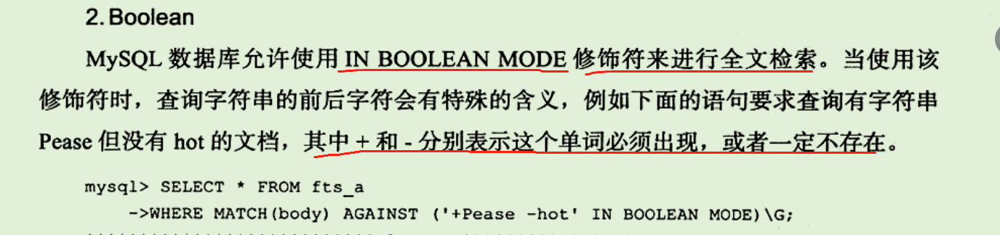 2. Boolean
MySQL 数据库允许使用 IN BOOLEAN MODE 修饰符来进行全文检索。当使用该
修饰符时，查询字符串的前后字符会有特殊的含义，例如下面的语句要求查询有字符串
Pease 但没有 hot 的文档，其中 + 和 - 分别表示这个单词必须出现，或者一定不存在。
mysql> SELECT * FROM fts_a
->WHERE MATCH(body) AGAINST ('+Pease -hot' IN BOOLEAN MODE)\G;